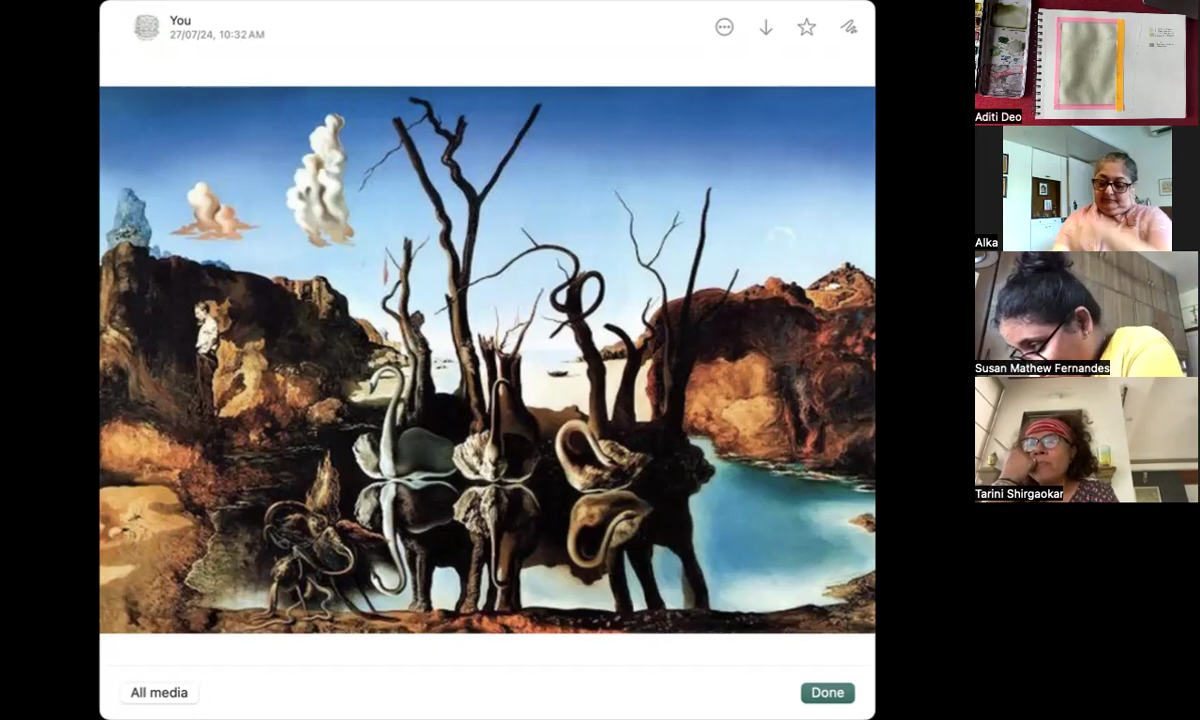 You
27/07/24, 10:32 AM
All media
Done
Aditi Deo
Alka
Susan Mathew Fernandes
Tarini Shirgaokar